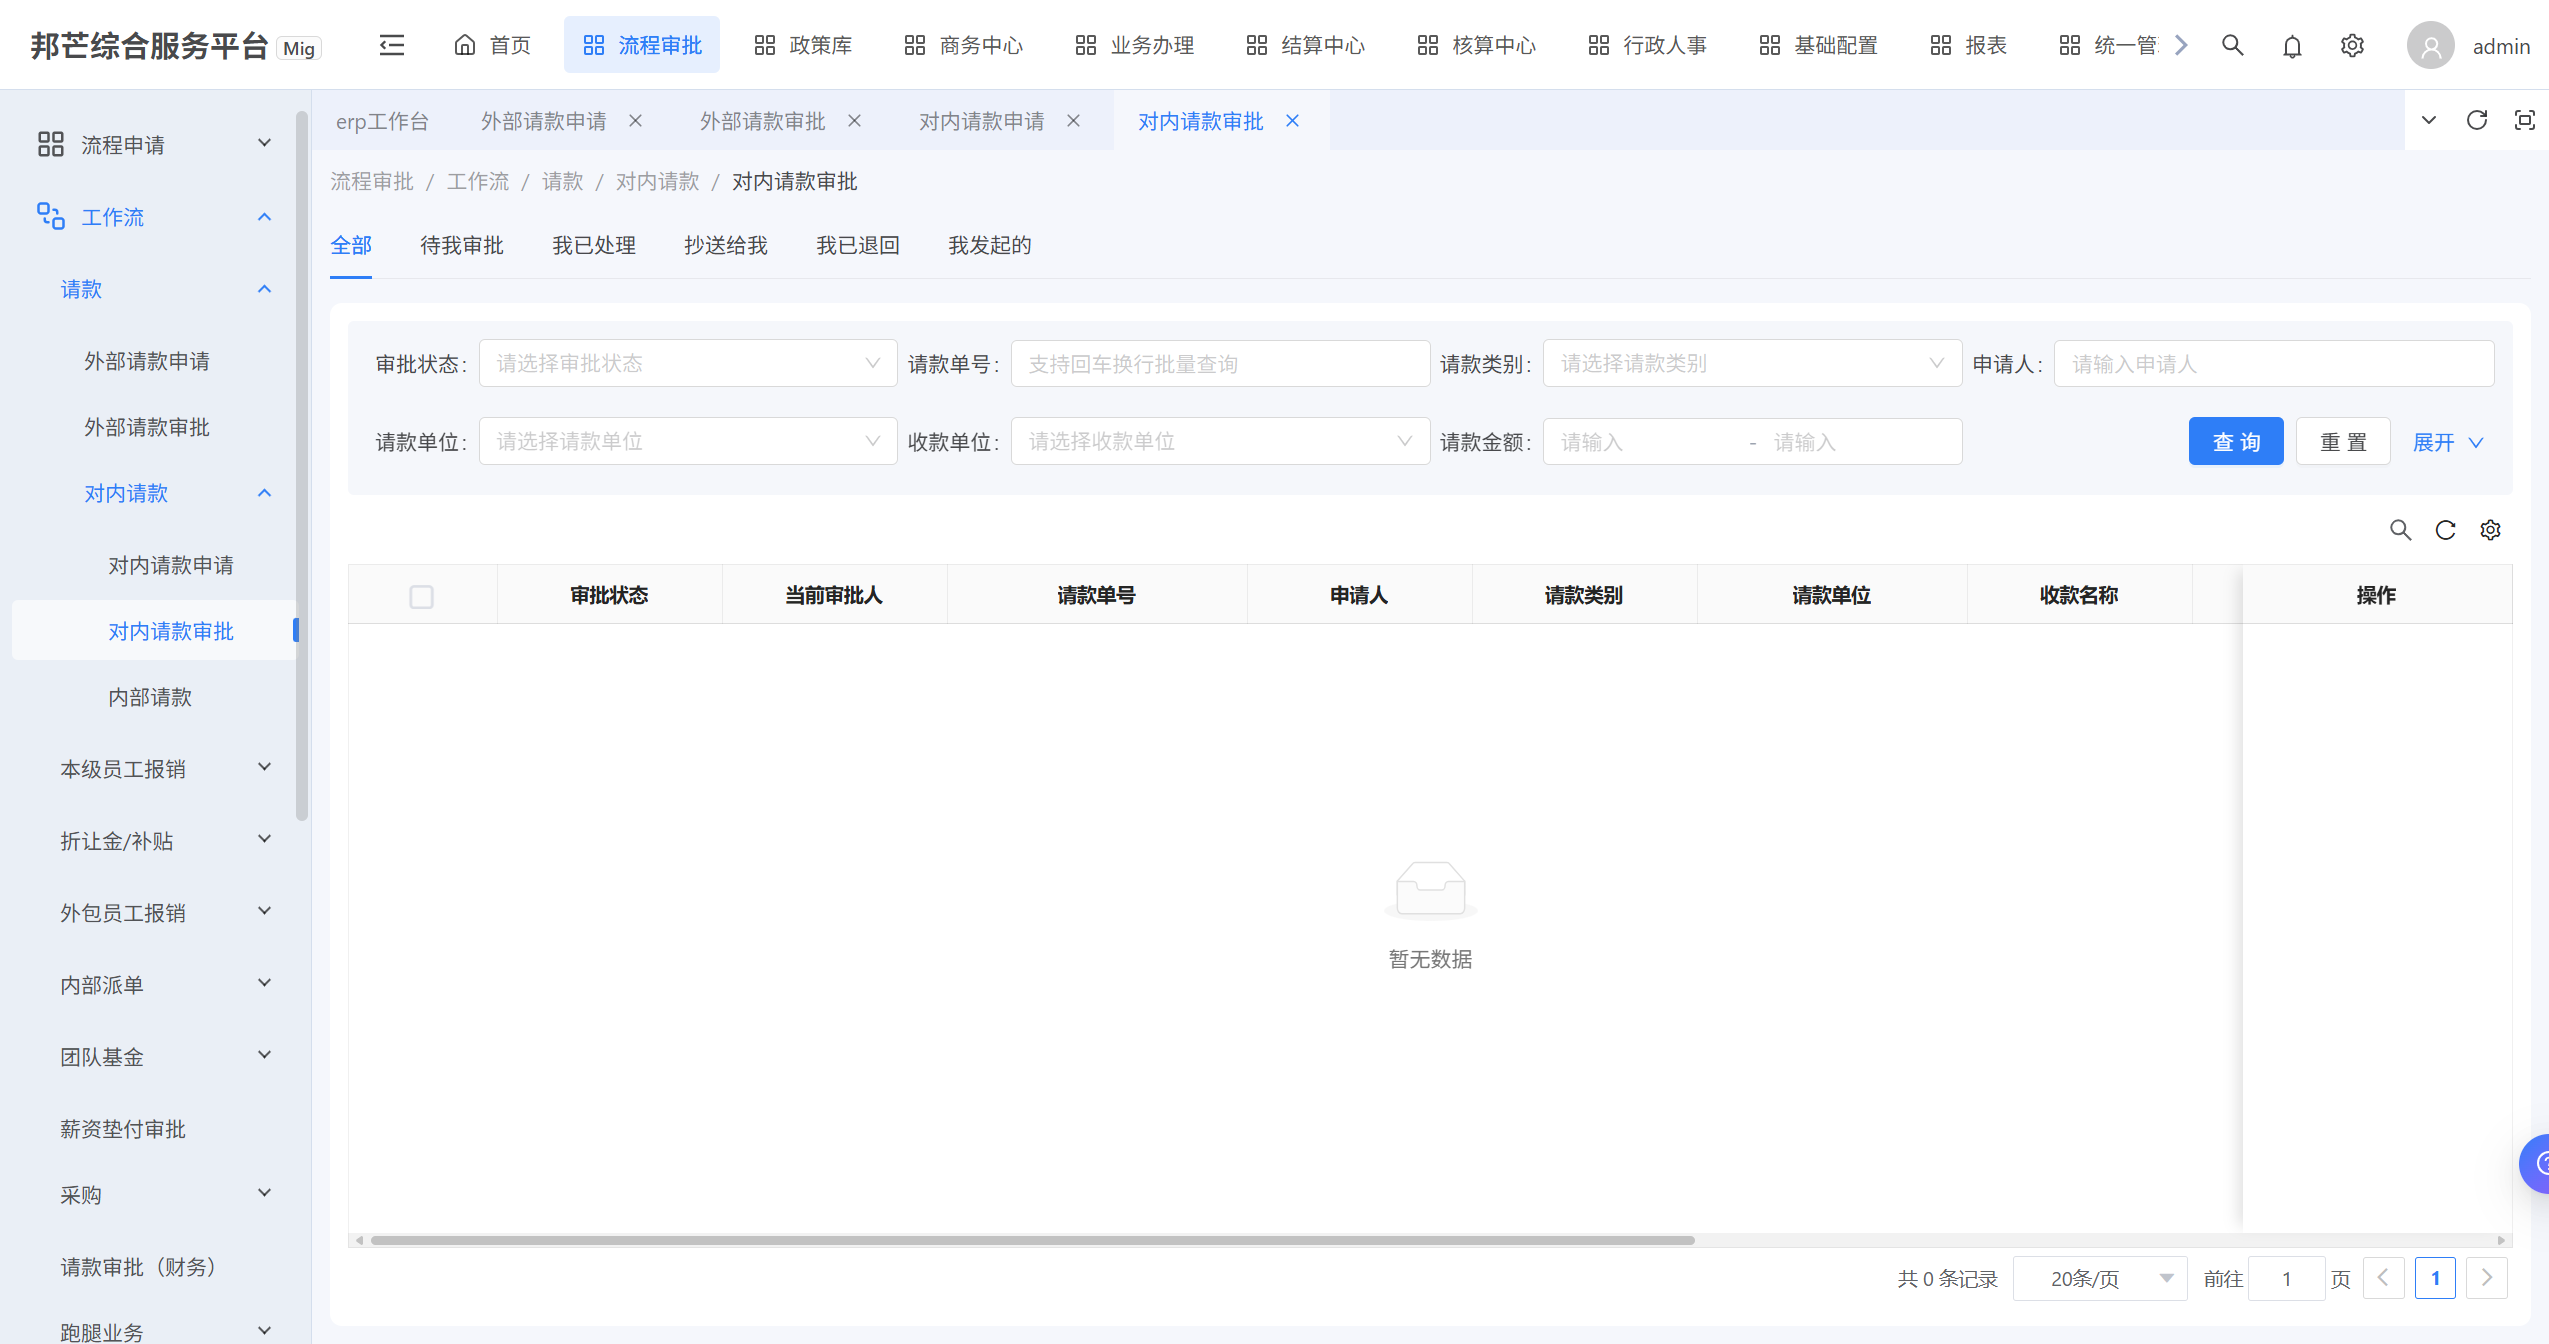 邦芒综合服务平台 Mig
首页 流程审批 政策库 商务中心 业务办理 结算中心 核算中心 行政人事 基础配置 报表 统一管 admin
流程申请
工作流
请款
外部请款申请
外部请款审批
对内请款
对内请款申请
对内请款审批
内部请款
本级员工报销
折让金/补贴
外包员工报销
内部派单
团队基金
薪资垫付审批
采购
请款审批（财务）
跑腿业务
erp工作台 外部请款申请 外部请款审批 对内请款申请 对内请款审批
流程审批 / 工作流 / 请款 / 对内请款 / 对内请款审批
全部 待我审批 我已处理 抄送给我 我已退回 我发起的
审批状态: 请选择审批状态 请款单号: 支持回车换行批量查询 请款类别: 请选择请款类别 申请人: 请输入申请人
请款单位: 请选择请款单位 收款单位: 请选择收款单位 请款金额: 请输入 - 请输入 查 询 重 置 展开
审批状态 当前审批人 请款单号 申请人 请款类别 请款单位 收款名称 操作
暂无数据
共 0 条记录 20条/页 前往 1 页 1